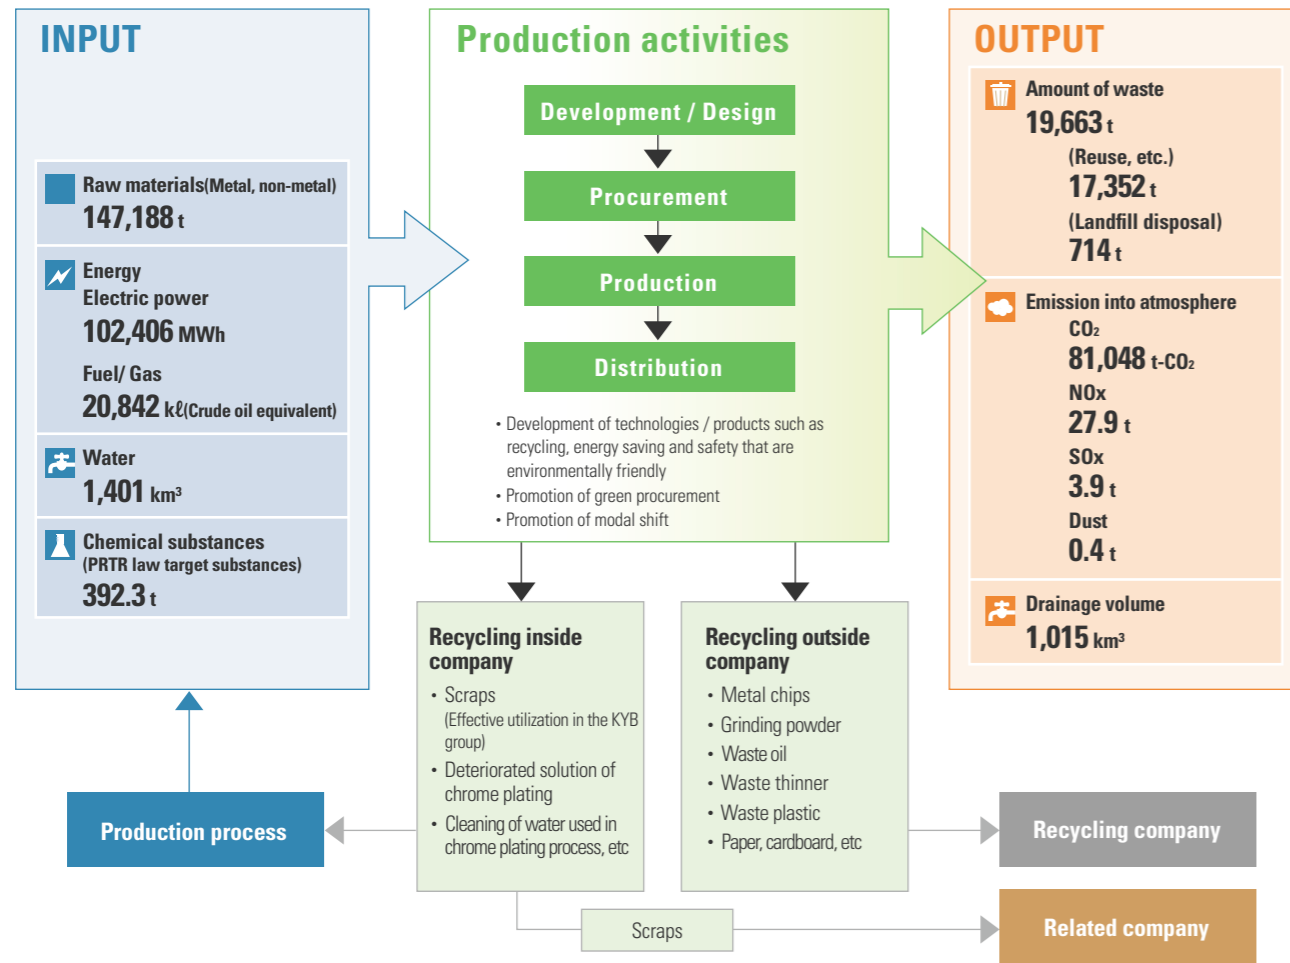 INPUT
Raw materials(Metal, non-metal)
147,188 t
Energy
Electric power
102,406 MWh
Fuel/ Gas
20,842 kℓ(Crude oil equivalent)
Water
1,401 km³
Chemical substances
(PRTR law target substances)
392.3 t
Production activities
Development / Design
Procurement
Production
Distribution
• Development of technologies / products such as
recycling, energy saving and safety that are
environmentally friendly
• Promotion of green procurement
• Promotion of modal shift
OUTPUT
Amount of waste
19,663 t
(Reuse, etc.)
17,352 t
(Landfill disposal)
714 t
Emission into atmosphere
CO₂
81,048 t-CO₂
NOx
27.9 t
SOx
3.9 t
Dust
0.4 t
Drainage volume
1,015 km³
Recycling inside
company
• Scraps
(Effective utilization in the KYB
group)
• Deteriorated solution of
chrome plating
• Cleaning of water used in
chrome plating process, etc
Recycling outside
company
• Metal chips
• Grinding powder
• Waste oil
• Waste thinner
• Waste plastic
• Paper, cardboard, etc
Production process
Recycling company
Scraps
Related company